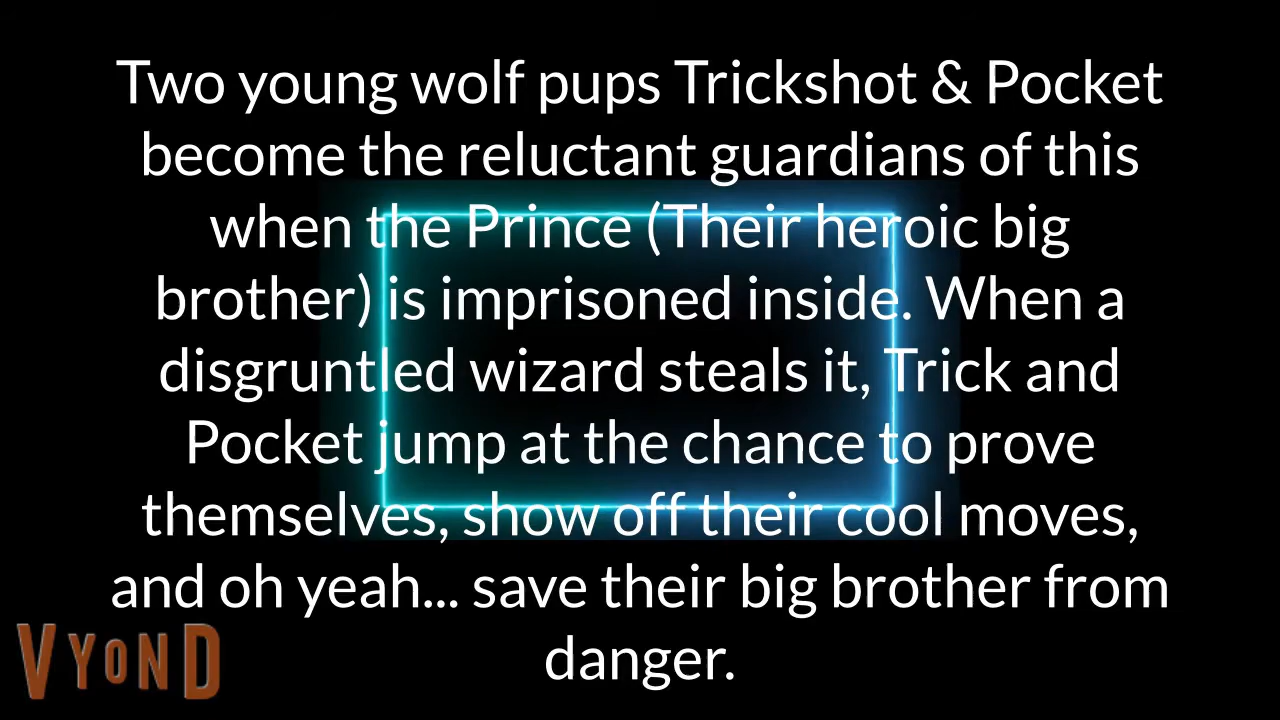 Two young wolf pups Trickshot & Pocket
become the reluctant guardians of this
when the Prince (Their heroic big
brother) is imprisoned inside. When a
disgruntled wizard steals it, Trick and
Pocket jump at the chance to prove
themselves, show off their cool moves,
and oh yeah... save their big brother from
danger.
VYOND